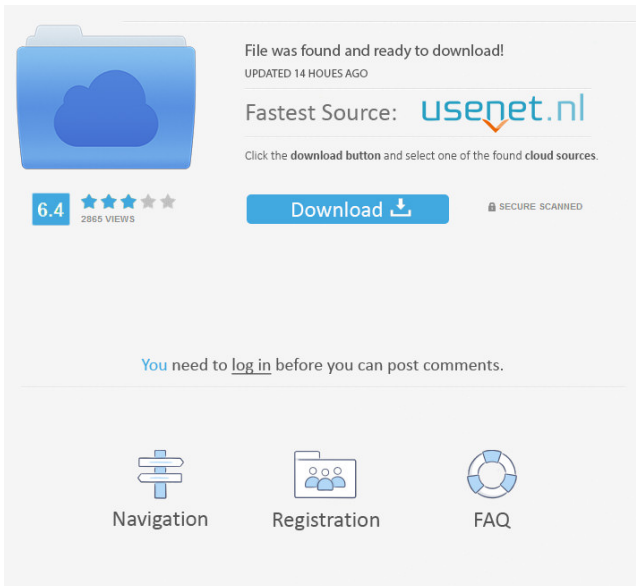 File was found and ready to download!
UPDATED 14 HOUES AGO
Fastest Source: usenet.nl
Click the download button and select one of the found cloud sources.
6.4
2865 VIEWS
Download
SECURE SCANNED
You need to log in before you can post comments.
Navigation
Registration
FAQ